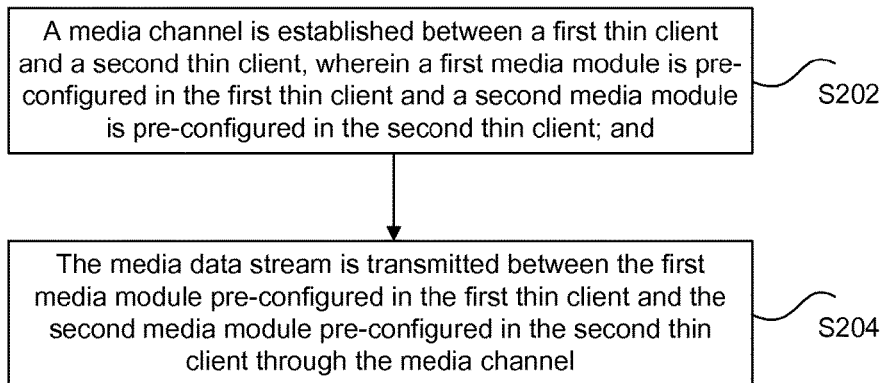 A media channel is established between a first thin client
and a second thin client, wherein a first media module is pre-
configured in the first thin client and a second media module
is pre-configured in the second thin client; and
S202
The media data stream is transmitted between the first
media module pre-configured in the first thin client and the
second media module pre-configured in the second thin
client through the media channel
S204